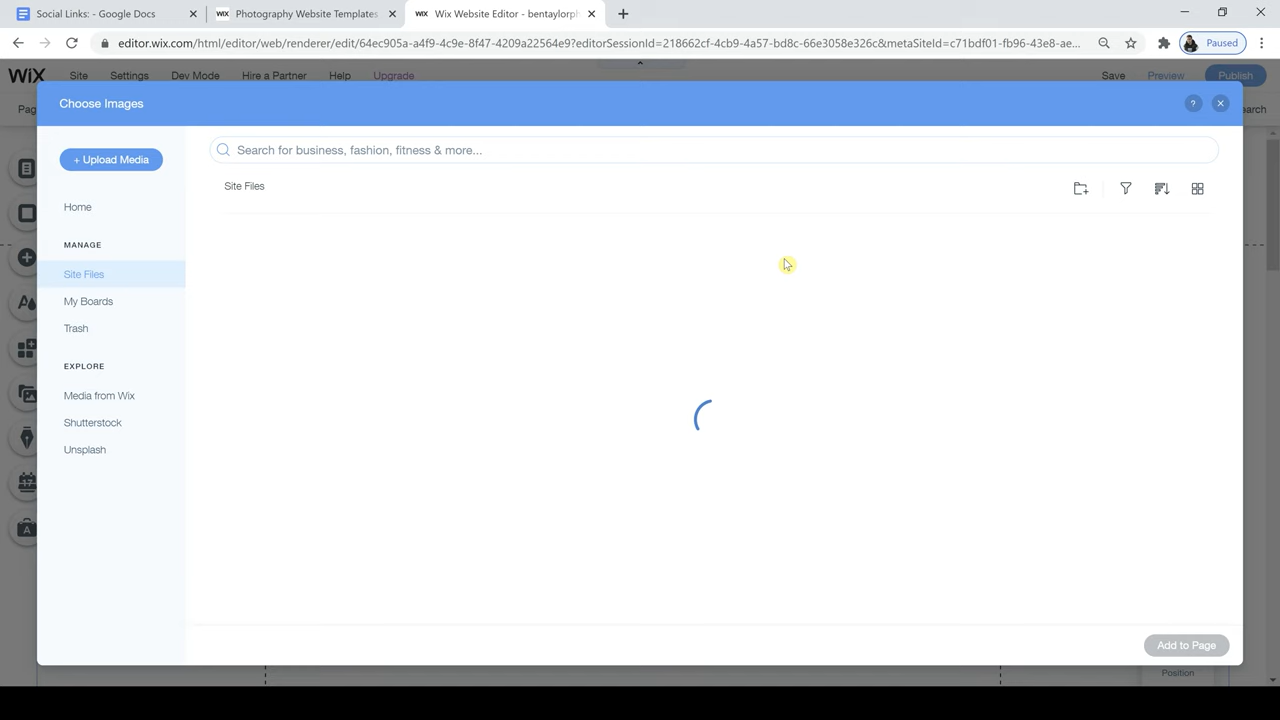 Social Links: - Google Docs
WIX Photography Website Templates
WIX Wix Website Editor - bentaylorph
editor.wix.com/html/editor/web/renderer/edit/64ec905a-a4f9-4c9e-8f47-4209a22564e9?editorSessionId=218662cf-4cb9-4a57-bd8c-66e3058e326c&metaSiteId=c71bdf01-fb96-43e8-ae...
Paused
WiX Site Settings Dev Mode Hire a Partner Help Upgrade Save Preview Publish
Choose Images
?
+ Upload Media
Search for business, fashion, fitness & more...
Site Files
Home
MANAGE
Site Files
My Boards
Trash
EXPLORE
Media from Wix
Shutterstock
Unsplash
Add to Page
Position